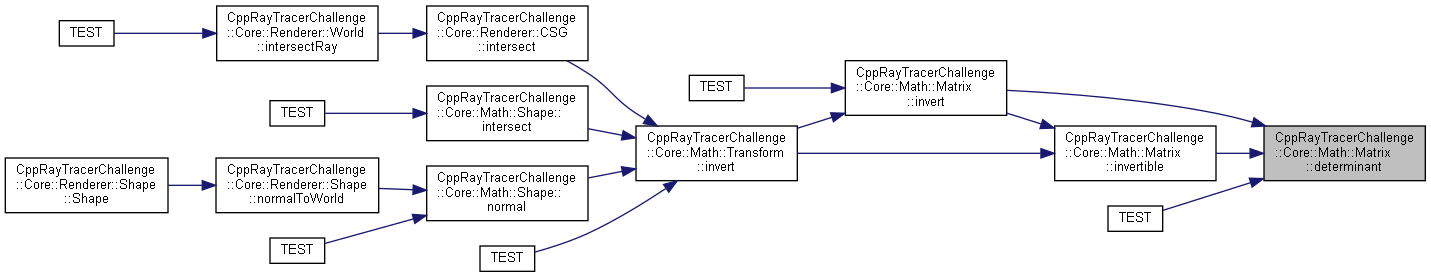 TEST
CppRayTracerChallenge
::Core::Renderer::World
::intersectRay
CppRayTracerChallenge
::Core::Renderer::CSG
::intersect
TEST
CppRayTracerChallenge
::Core::Math::Shape::
intersect
CppRayTracerChallenge
::Core::Renderer::Shape
::Shape
CppRayTracerChallenge
::Core::Renderer::Shape
::normalToWorld
TEST
CppRayTracerChallenge
::Core::Math::Shape::
normal
TEST
CppRayTracerChallenge
::Core::Math::Transform
::invert
TEST
CppRayTracerChallenge
::Core::Math::Matrix
::invert
CppRayTracerChallenge
::Core::Math::Matrix
::invertible
TEST
CppRayTracerChallenge
::Core::Math::Matrix
::determinant